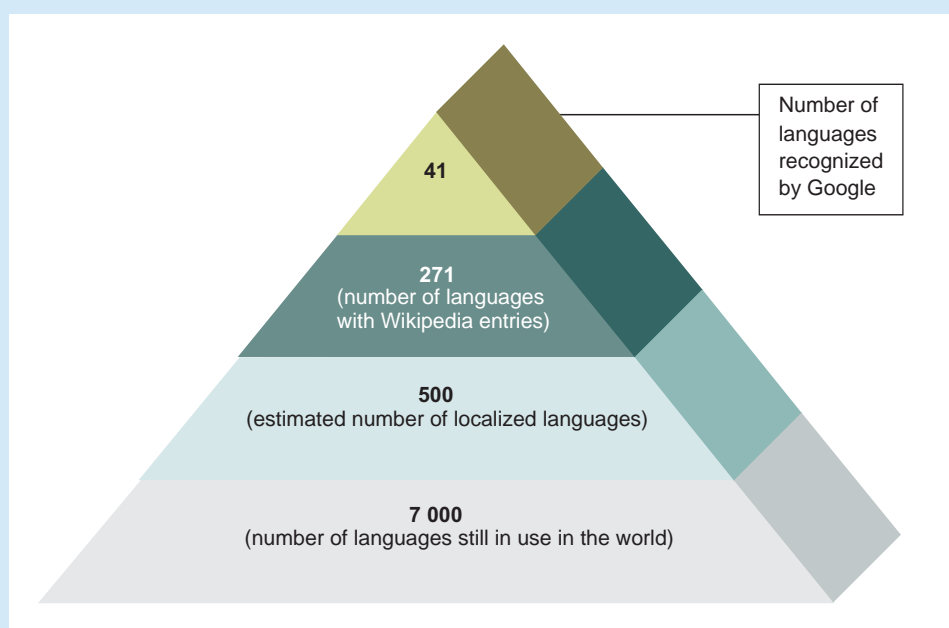 Number of
languages
recognized
by Google
41
271
(number of languages
with Wikipedia entries)
500
(estimated number of localized languages)
7 000
(number of languages still in use in the world)